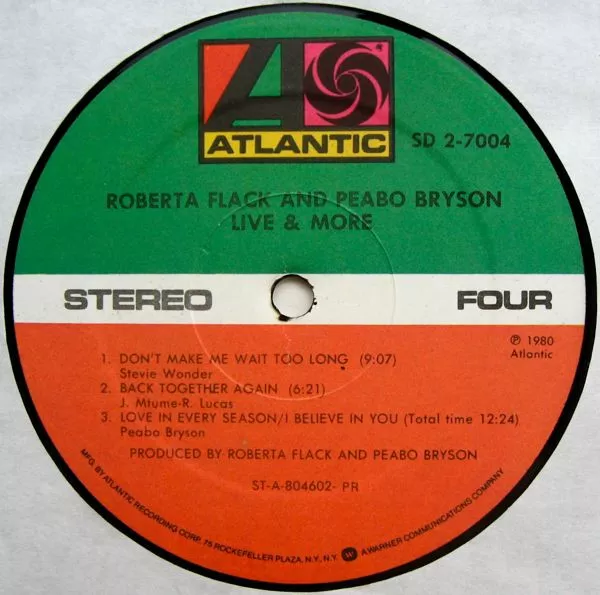 ATLANTIC
SD 2-7004
ROBERTA FLACK AND PEABO BRYSON
LIVE & MORE
STEREO
FOUR
℗ 1980
Atlantic
1. DON'T MAKE ME WAIT TOO LONG (9:07)
Stevie Wonder
2. BACK TOGETHER AGAIN (6:21)
J. Mtume-R. Lucas
3. LOVE IN EVERY SEASON/I BELIEVE IN YOU (Total time 12:24)
Peabo Bryson
PRODUCED BY ROBERTA FLACK AND PEABO BRYSON
ST-A-804602- PR
MFG. BY ATLANTIC RECORDING CORP. 75 ROCKEFELLER PLAZA, N.Y., N.Y. A WARNER COMMUNICATIONS COMPANY